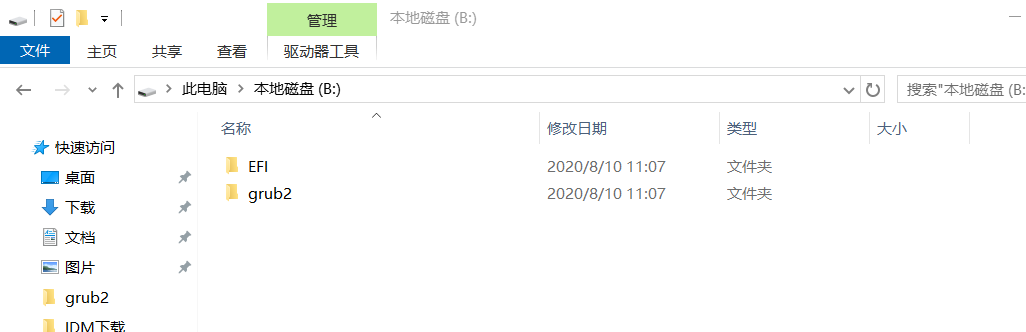 管理 本地磁盘 (B:)
文件 主页 共享 查看 驱动器工具
此电脑 本地磁盘 (B:) 搜索"本地磁盘 (B:
名称 修改日期 类型 大小
快速访问
EFI 2020/8/10 11:07 文件夹
桌面
grub2 2020/8/10 11:07 文件夹
下载
文档
图片
grub2
IDM下载